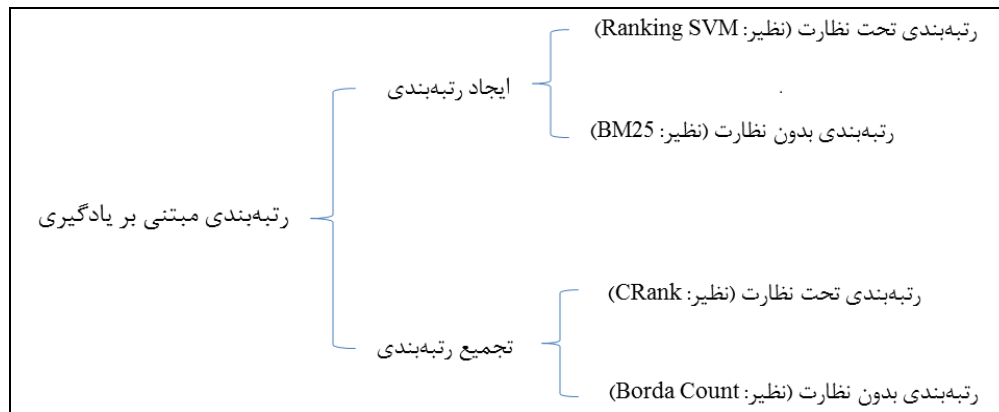 رتبه‌بندی تحت نظارت (نظیر: Ranking SVM)
ایجاد رتبه‌بندی
رتبه‌بندی بدون نظارت (نظیر: BM25)
رتبه‌بندی مبتنی بر یادگیری
رتبه‌بندی تحت نظارت (نظیر: CRank)
تجمیع رتبه‌بندی
رتبه‌بندی بدون نظارت (نظیر: Borda Count)